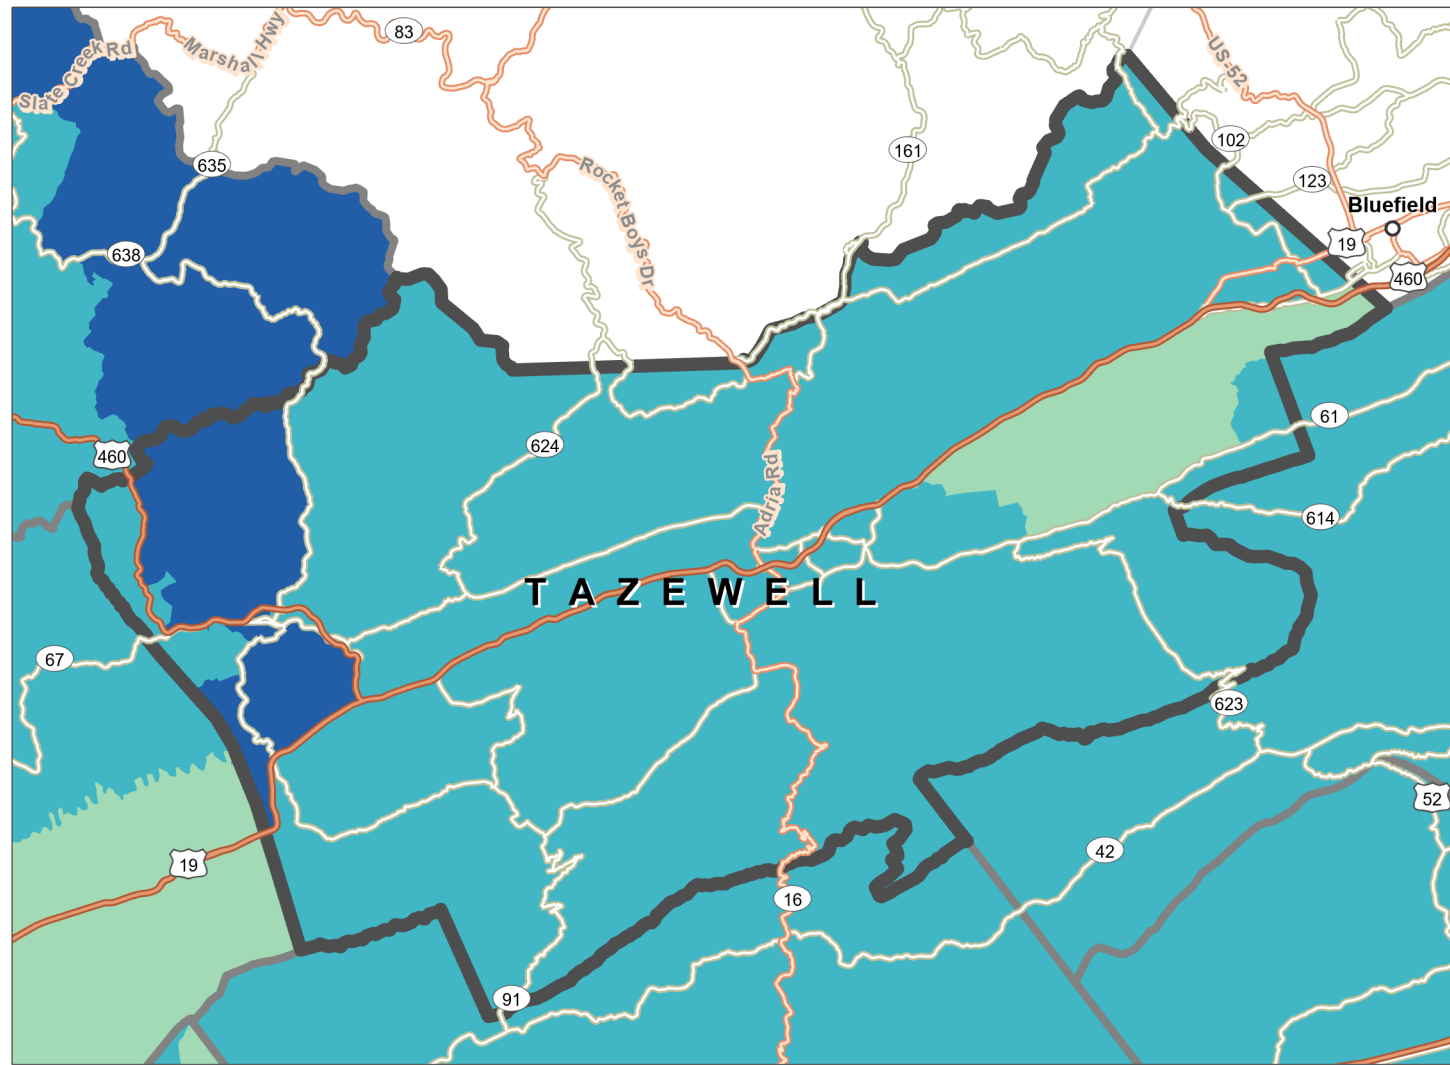 83
Slate Creek Rd
Marshall Hwy
US-52
635
161
102
Rocket Boys Dr
123
Bluefield
19
638
460
61
624
460
Adria Rd
614
TAZEWELL
67
623
52
19
42
16
91